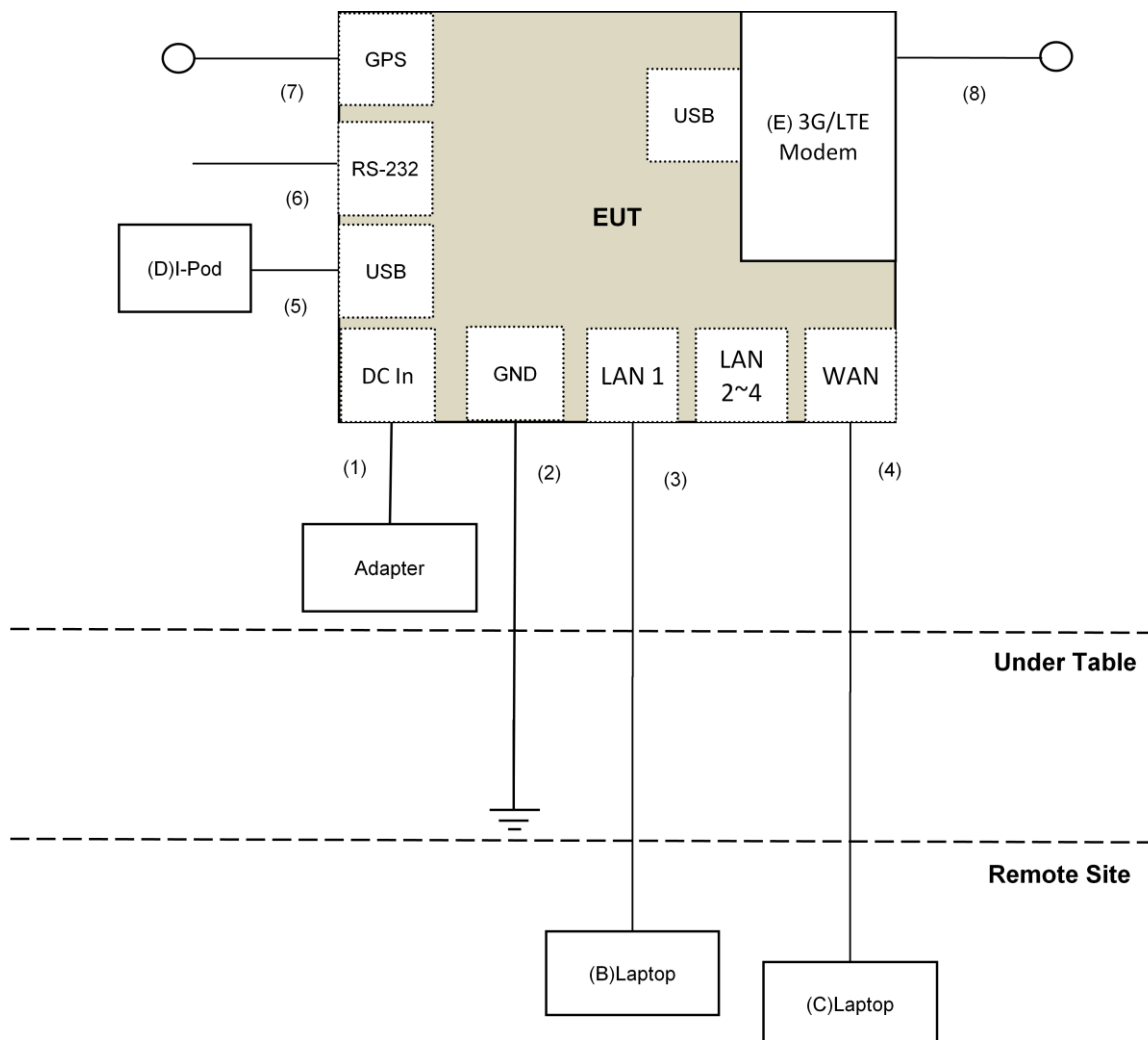 GPS
(7)
USB
(E) 3G/LTE
Modem
(8)
RS-232
(6)
EUT
(D)I-Pod
USB
(5)
DC In
GND
LAN 1
LAN
2~4
WAN
(1)
(2)
(3)
(4)
Adapter
Under Table
Remote Site
(B)Laptop
(C)Laptop